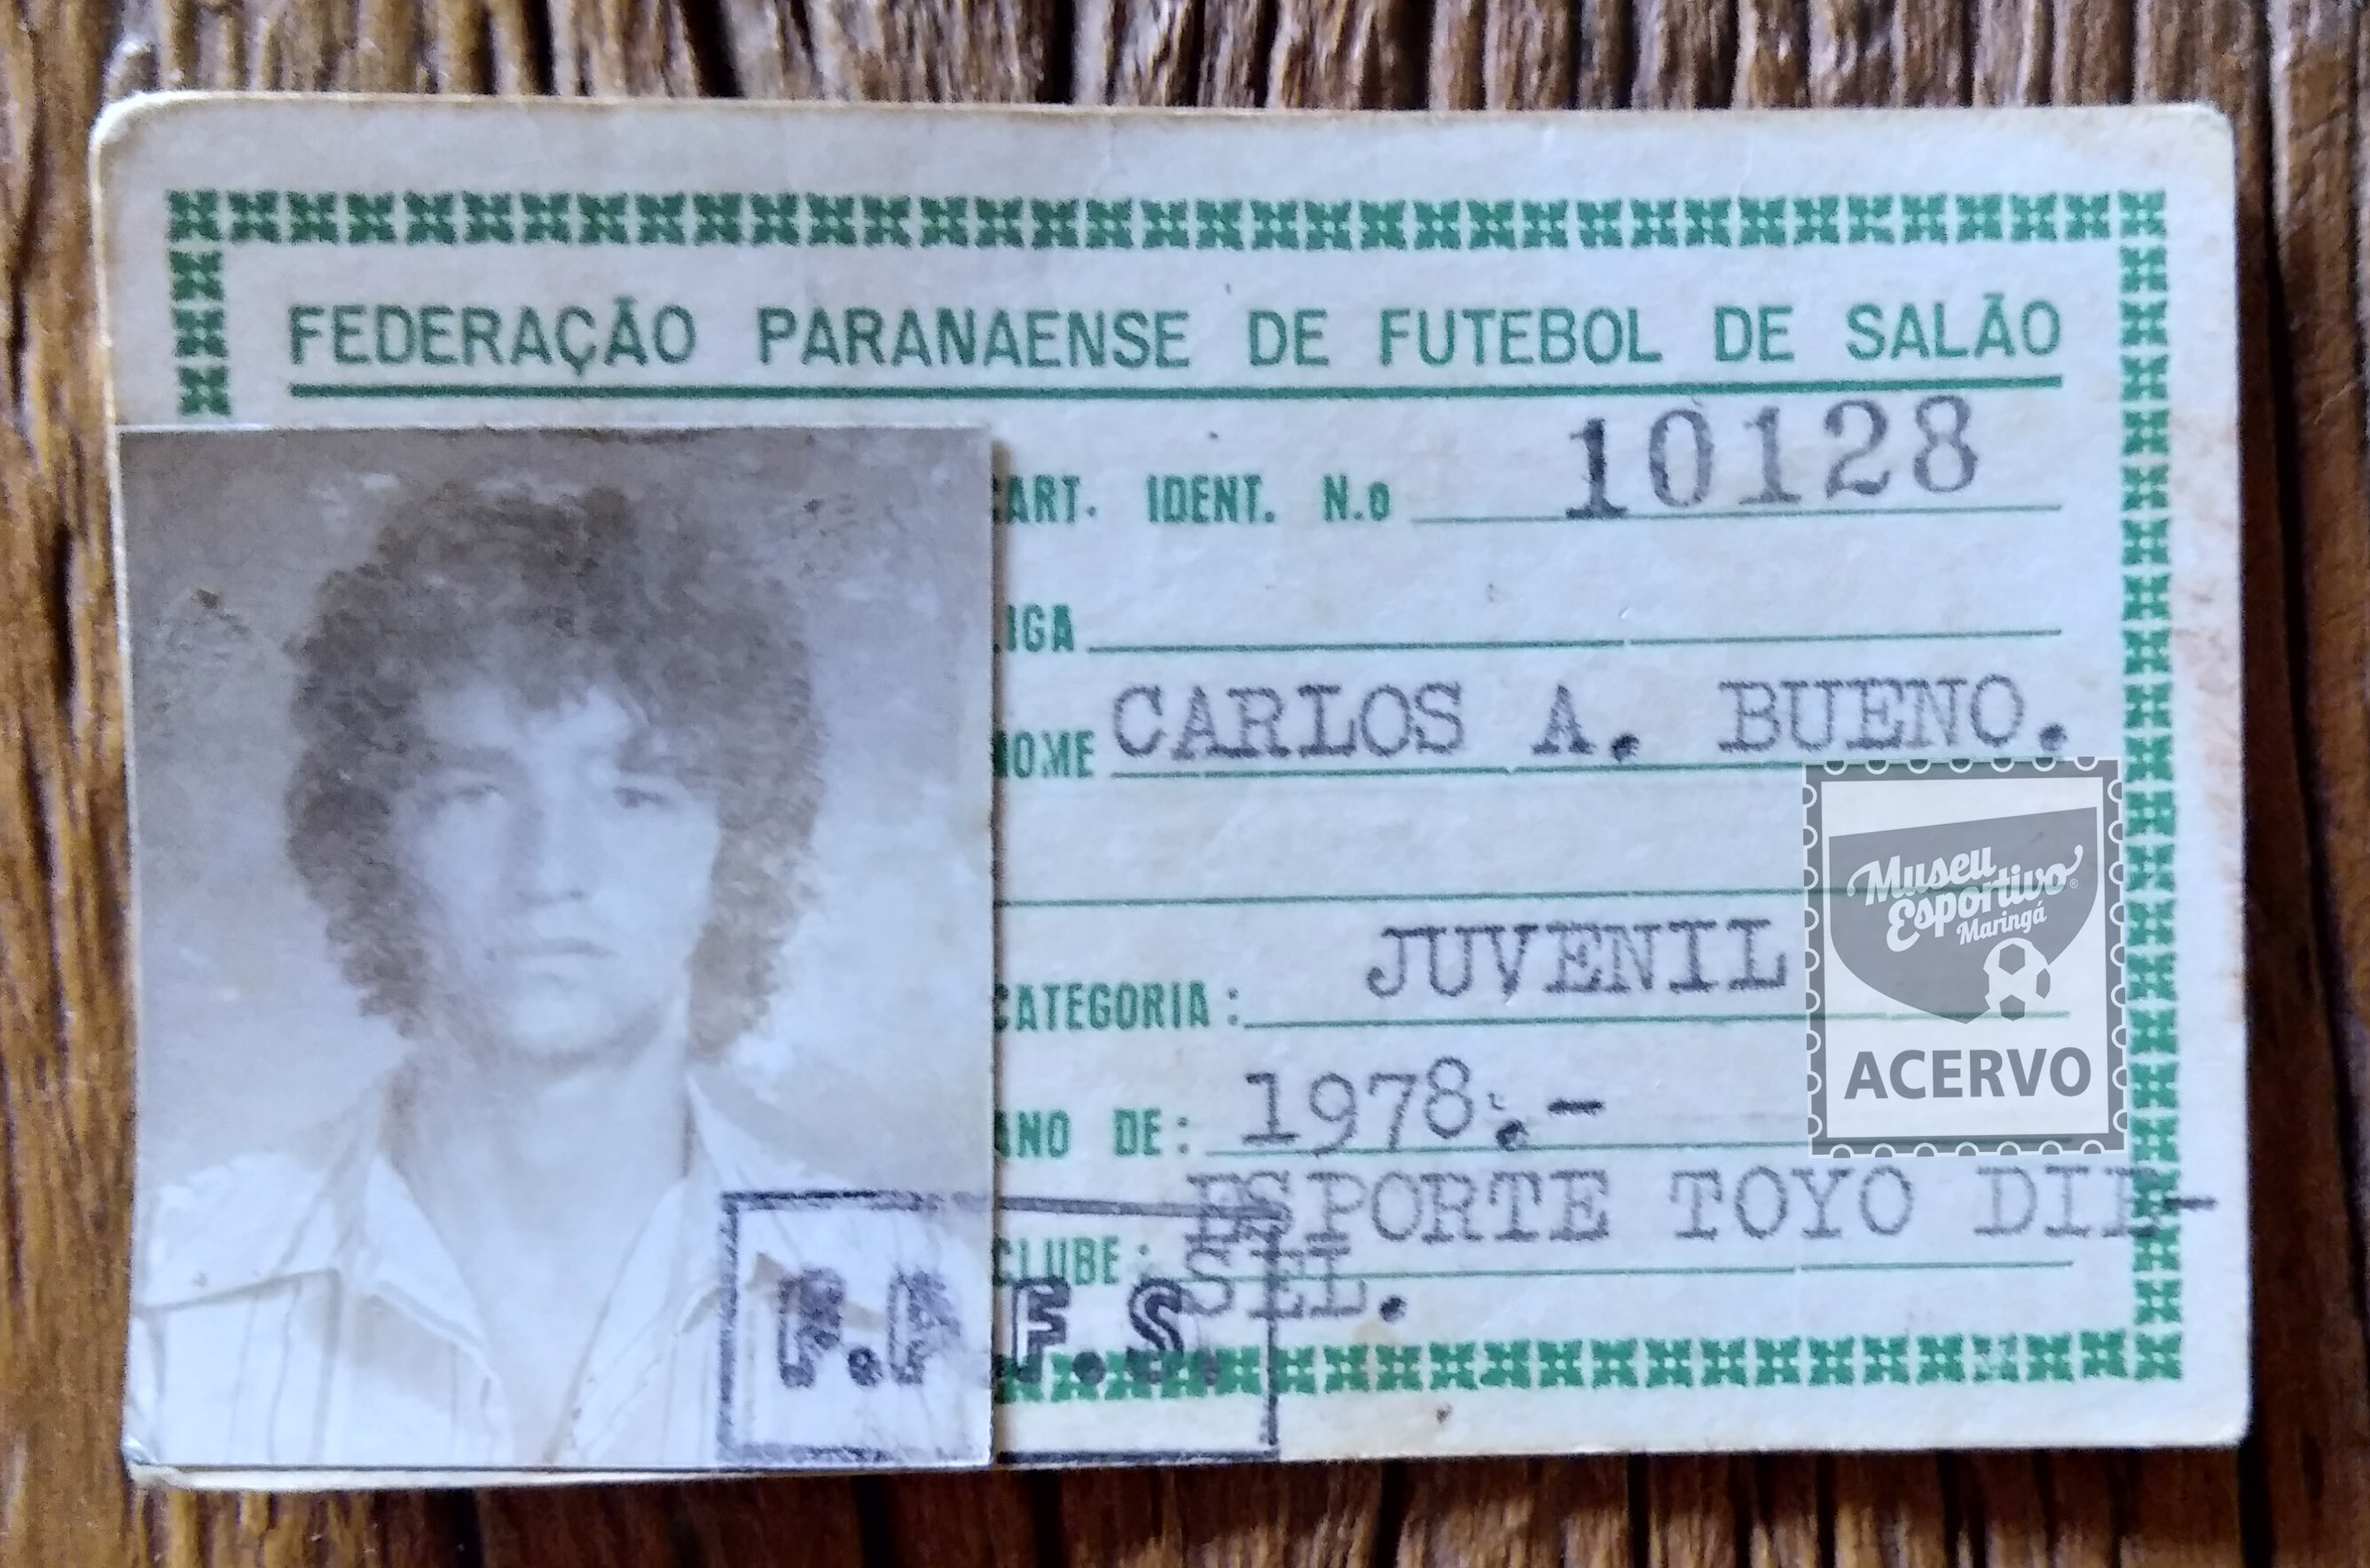 FEDERAÇÃO PARANAENSE DE FUTEBOL DE SALÃO
CART. IDENT. N.o 10128
LIGA
NOME CARLOS A. BUENO.
CATEGORIA: JUVENIL
ANO DE: 1978.-
CLUBE: ESPORTE TOYO DIE-
SEL.
F.P.F.S.
Museu
Esportivo®
Maringá
ACERVO